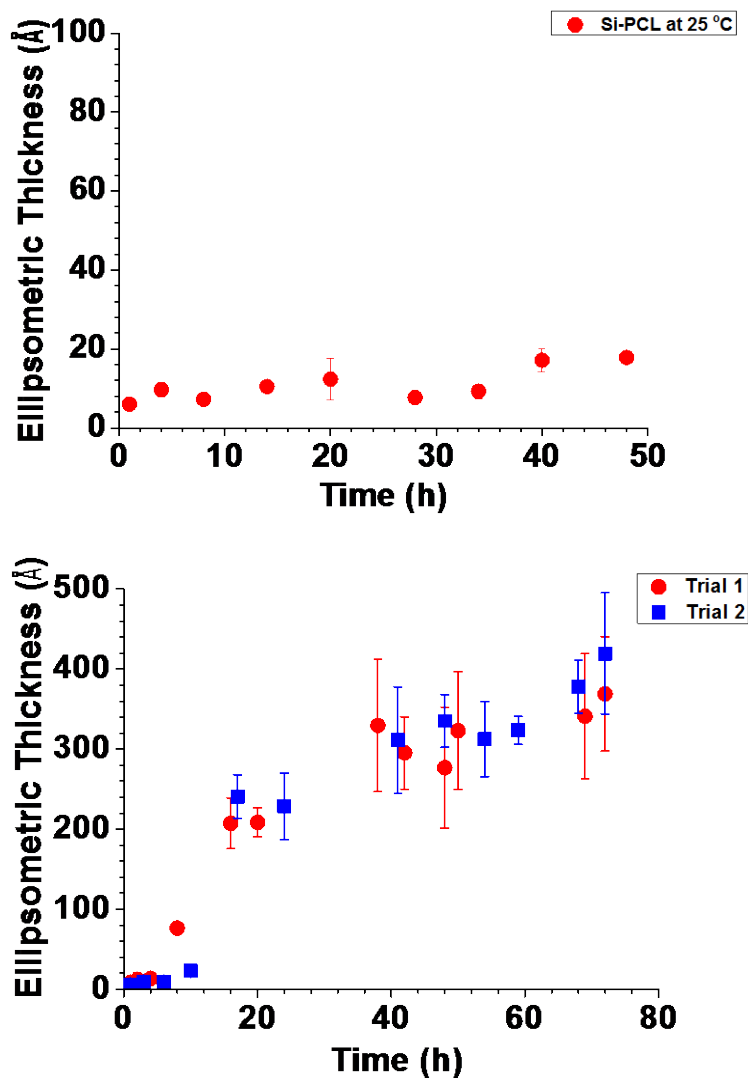 Si-PCL at 25 °C
Ellipsometric Thickness (Å)
100
80
60
40
20
0
0 10 20 30 40 50
Time (h)
Trial 1
Trial 2
Ellipsometric Thickness (Å)
500
400
300
200
100
0
0 20 40 60 80
Time (h)